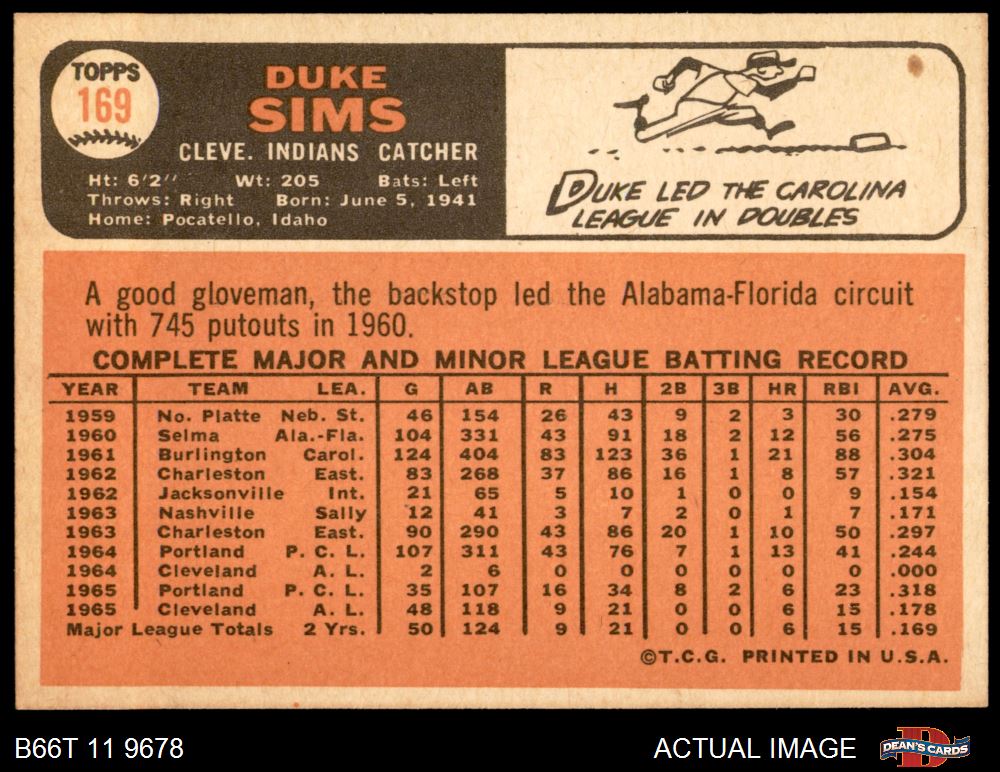 TOPPS
169
DUKE
SIMS
CLEVE. INDIANS CATCHER
Ht: 6'2" Wt: 205 Bats: Left
Throws: Right Born: June 5, 1941
Home: Pocatello, Idaho
DUKE LED THE CAROLINA
LEAGUE IN DOUBLES
A good gloveman, the backstop led the Alabama-Florida circuit
with 745 putouts in 1960.
COMPLETE MAJOR AND MINOR LEAGUE BATTING RECORD
YEAR TEAM LEA. G AB R H 2B 3B HR RBI AVG.
1959 No. Platte Neb. St. 46 154 26 43 9 2 3 30 .279
1960 Selma Ala.-Fla. 104 331 43 91 18 2 12 56 .275
1961 Burlington Carol. 124 404 83 123 36 1 21 88 .304
1962 Charleston East. 83 268 37 86 16 1 8 57 .321
1962 Jacksonville Int. 21 65 5 10 1 0 0 9 .154
1963 Nashville Sally 12 41 3 7 2 0 1 7 .171
1963 Charleston East. 90 290 43 86 20 1 10 50 .297
1964 Portland P. C. L. 107 311 43 76 7 1 13 41 .244
1964 Cleveland A. L. 2 6 0 0 0 0 0 0 .000
1965 Portland P. C. L. 35 107 16 34 8 2 6 23 .318
1965 Cleveland A. L. 48 118 9 21 0 0 6 15 .178
Major League Totals 2 Yrs. 50 124 9 21 0 0 6 15 .169
©T.C.G. PRINTED IN U.S.A.
B66T 11 9678 ACTUAL IMAGE DEAN'S CARDS